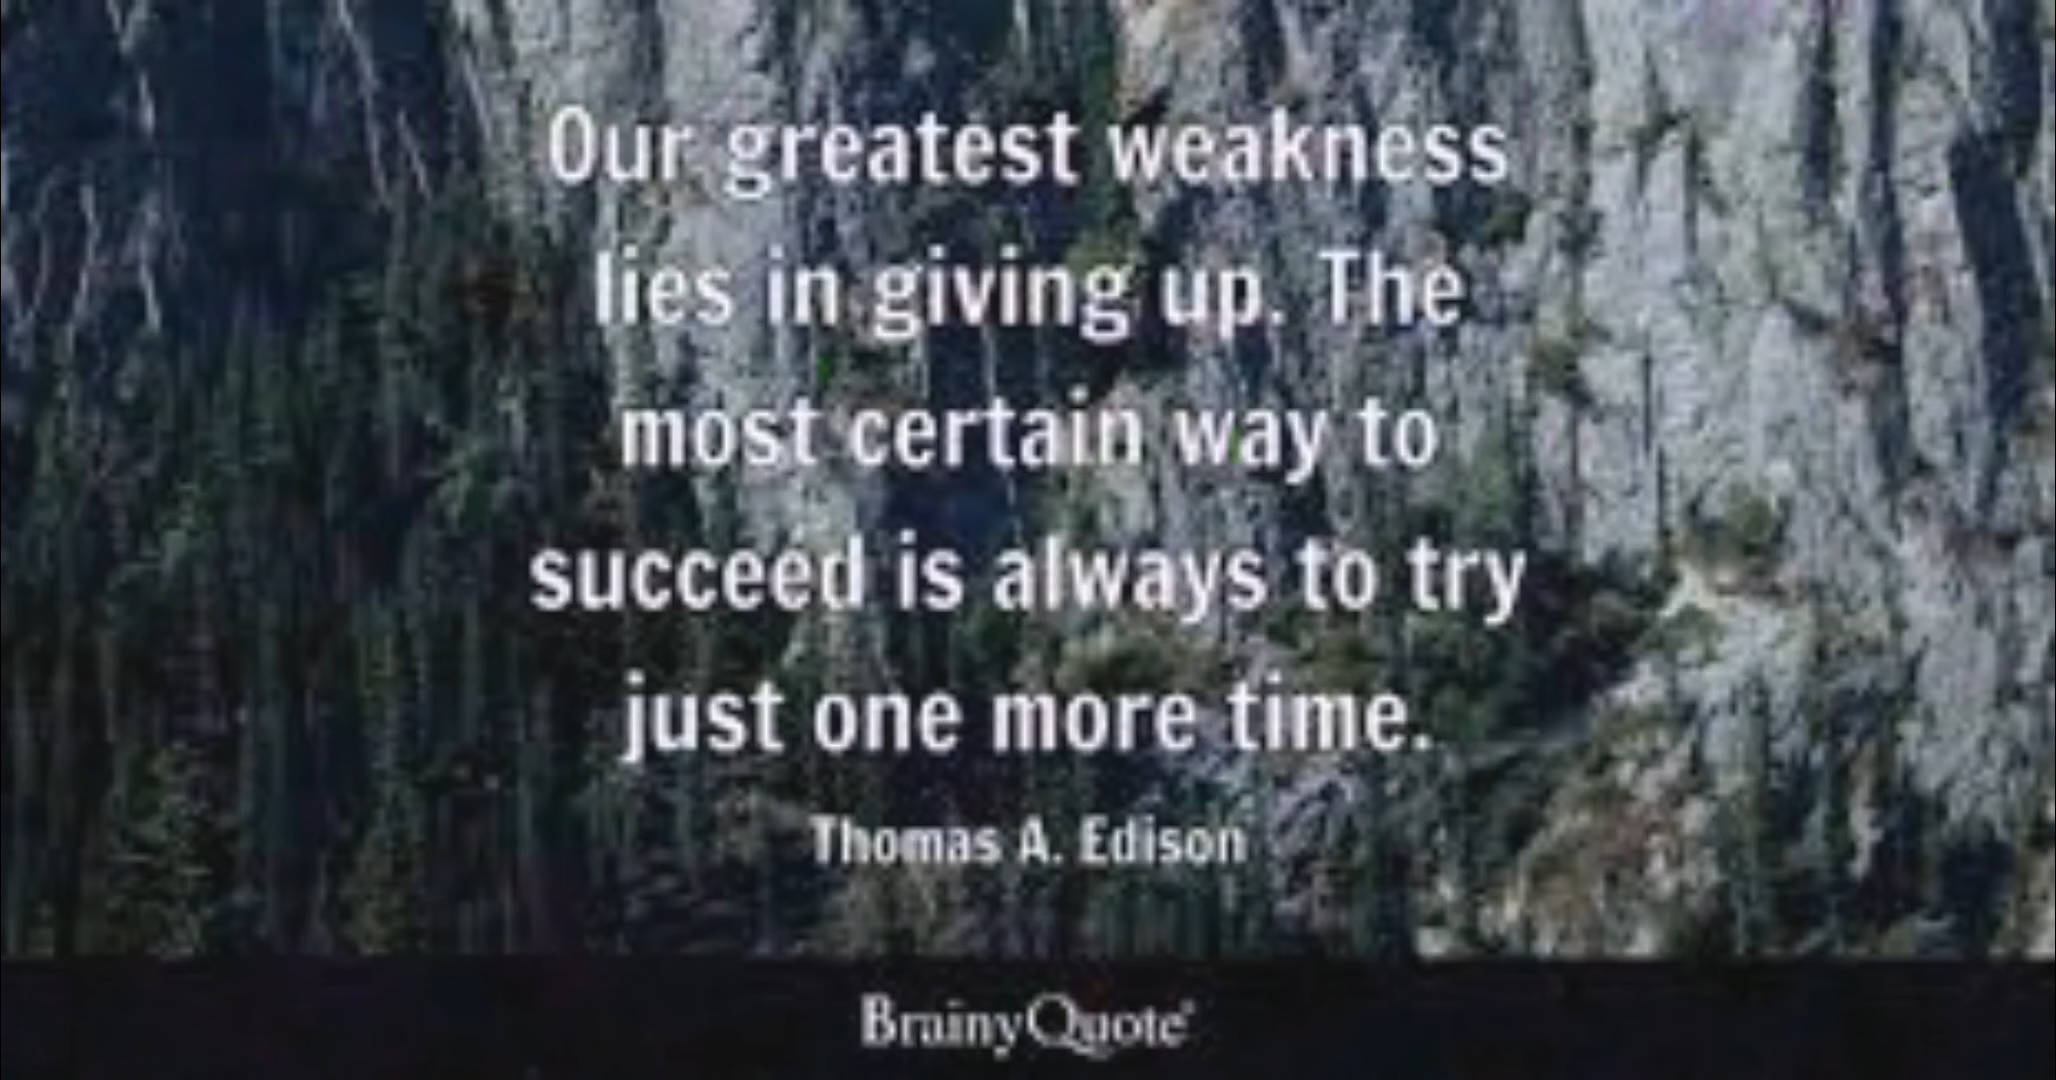 Our greatest weakness
lies in giving up. The
most certain way to
succeed is always to try
just one more time.
Thomas A. Edison
BrainyQuote®